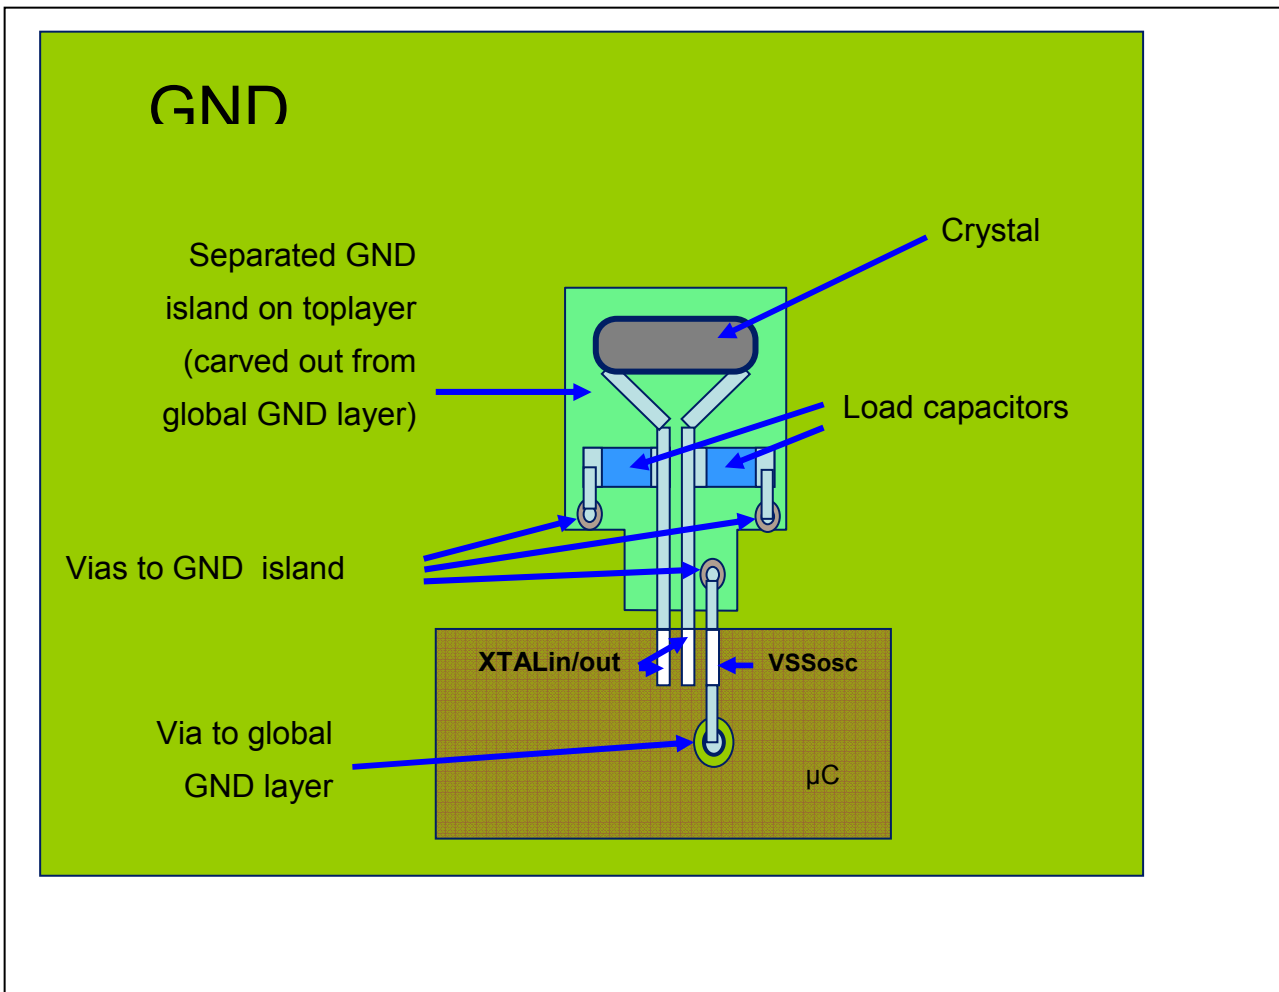 GND
Separated GND
island on toplayer
(carved out from
global GND layer)
Crystal
Load capacitors
Vias to GND island
XTALin/out
VSSosc
Via to global
GND layer
µC